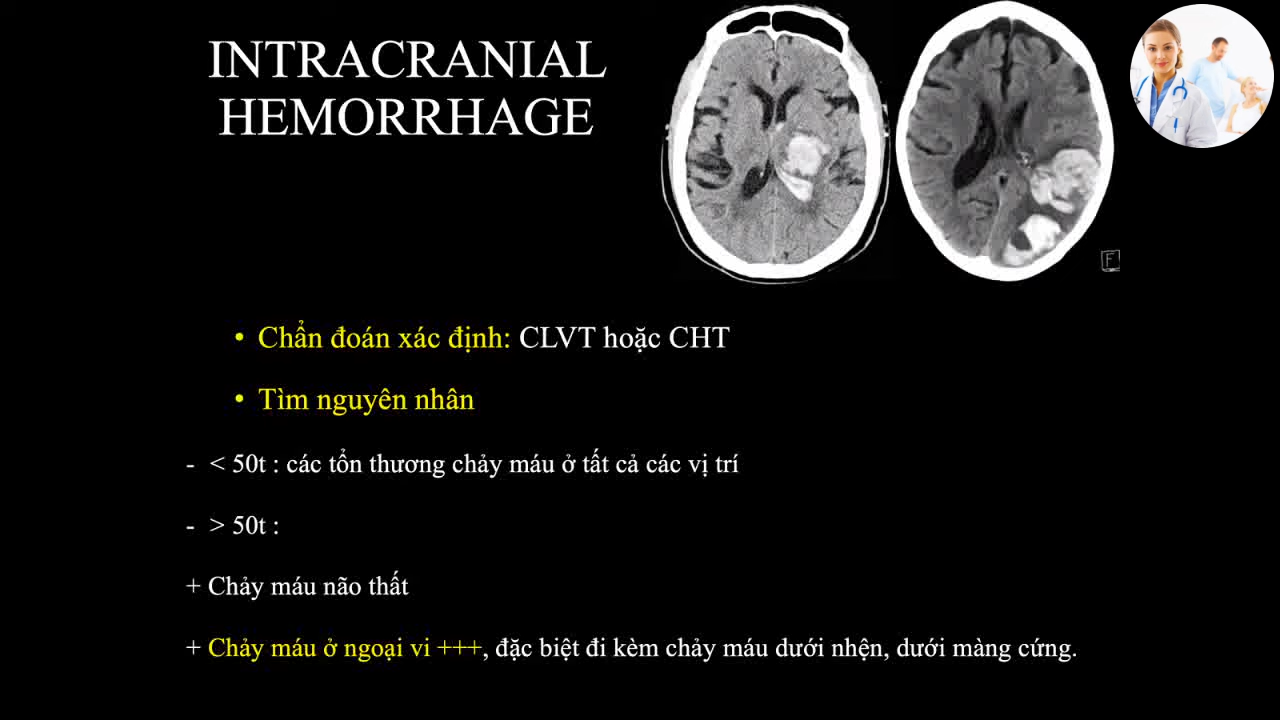 INTRACRANIAL
HEMORRHAGE
F
• Chẩn đoán xác định: CLVT hoặc CHT
• Tìm nguyên nhân
- < 50t : các tổn thương chảy máu ở tất cả các vị trí
- > 50t :
+ Chảy máu não thất
+ Chảy máu ở ngoại vi +++, đặc biệt đi kèm chảy máu dưới nhện, dưới màng cứng.